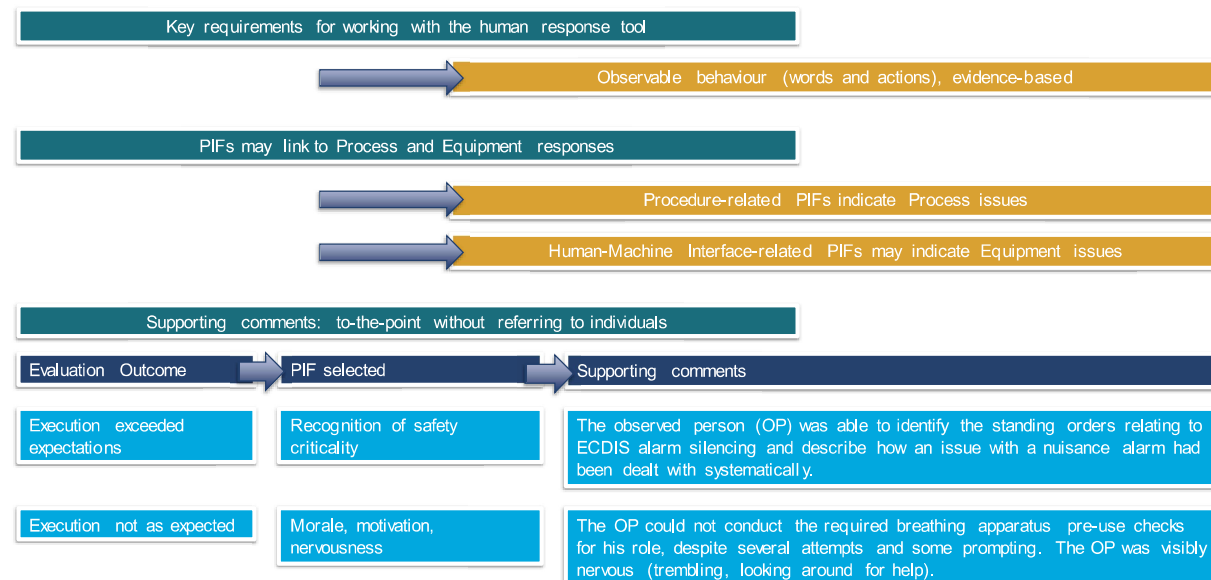 Key requirements for working with the human response tool
Observable behaviour (words and actions), evidence-based
PIFs may link to Process and Equipment responses
Procedure-related PIFs indicate Process issues
Human-Machine Interface-related PIFs may indicate Equipment issues
Supporting comments: to-the-point without referring to individuals
Evaluation Outcome
PIF selected
Supporting comments
Execution exceeded
expectations
Recognition of safety
criticality
The observed person (OP) was able to identify the standing orders relating to
ECDIS alarm silencing and describe how an issue with a nuisance alarm had
been dealt with systematically.
Execution not as expected
Morale, motivation,
nervousness
The OP could not conduct the required breathing apparatus pre-use checks
for his role, despite several attempts and some prompting. The OP was visibly
nervous (trembling, looking around for help).